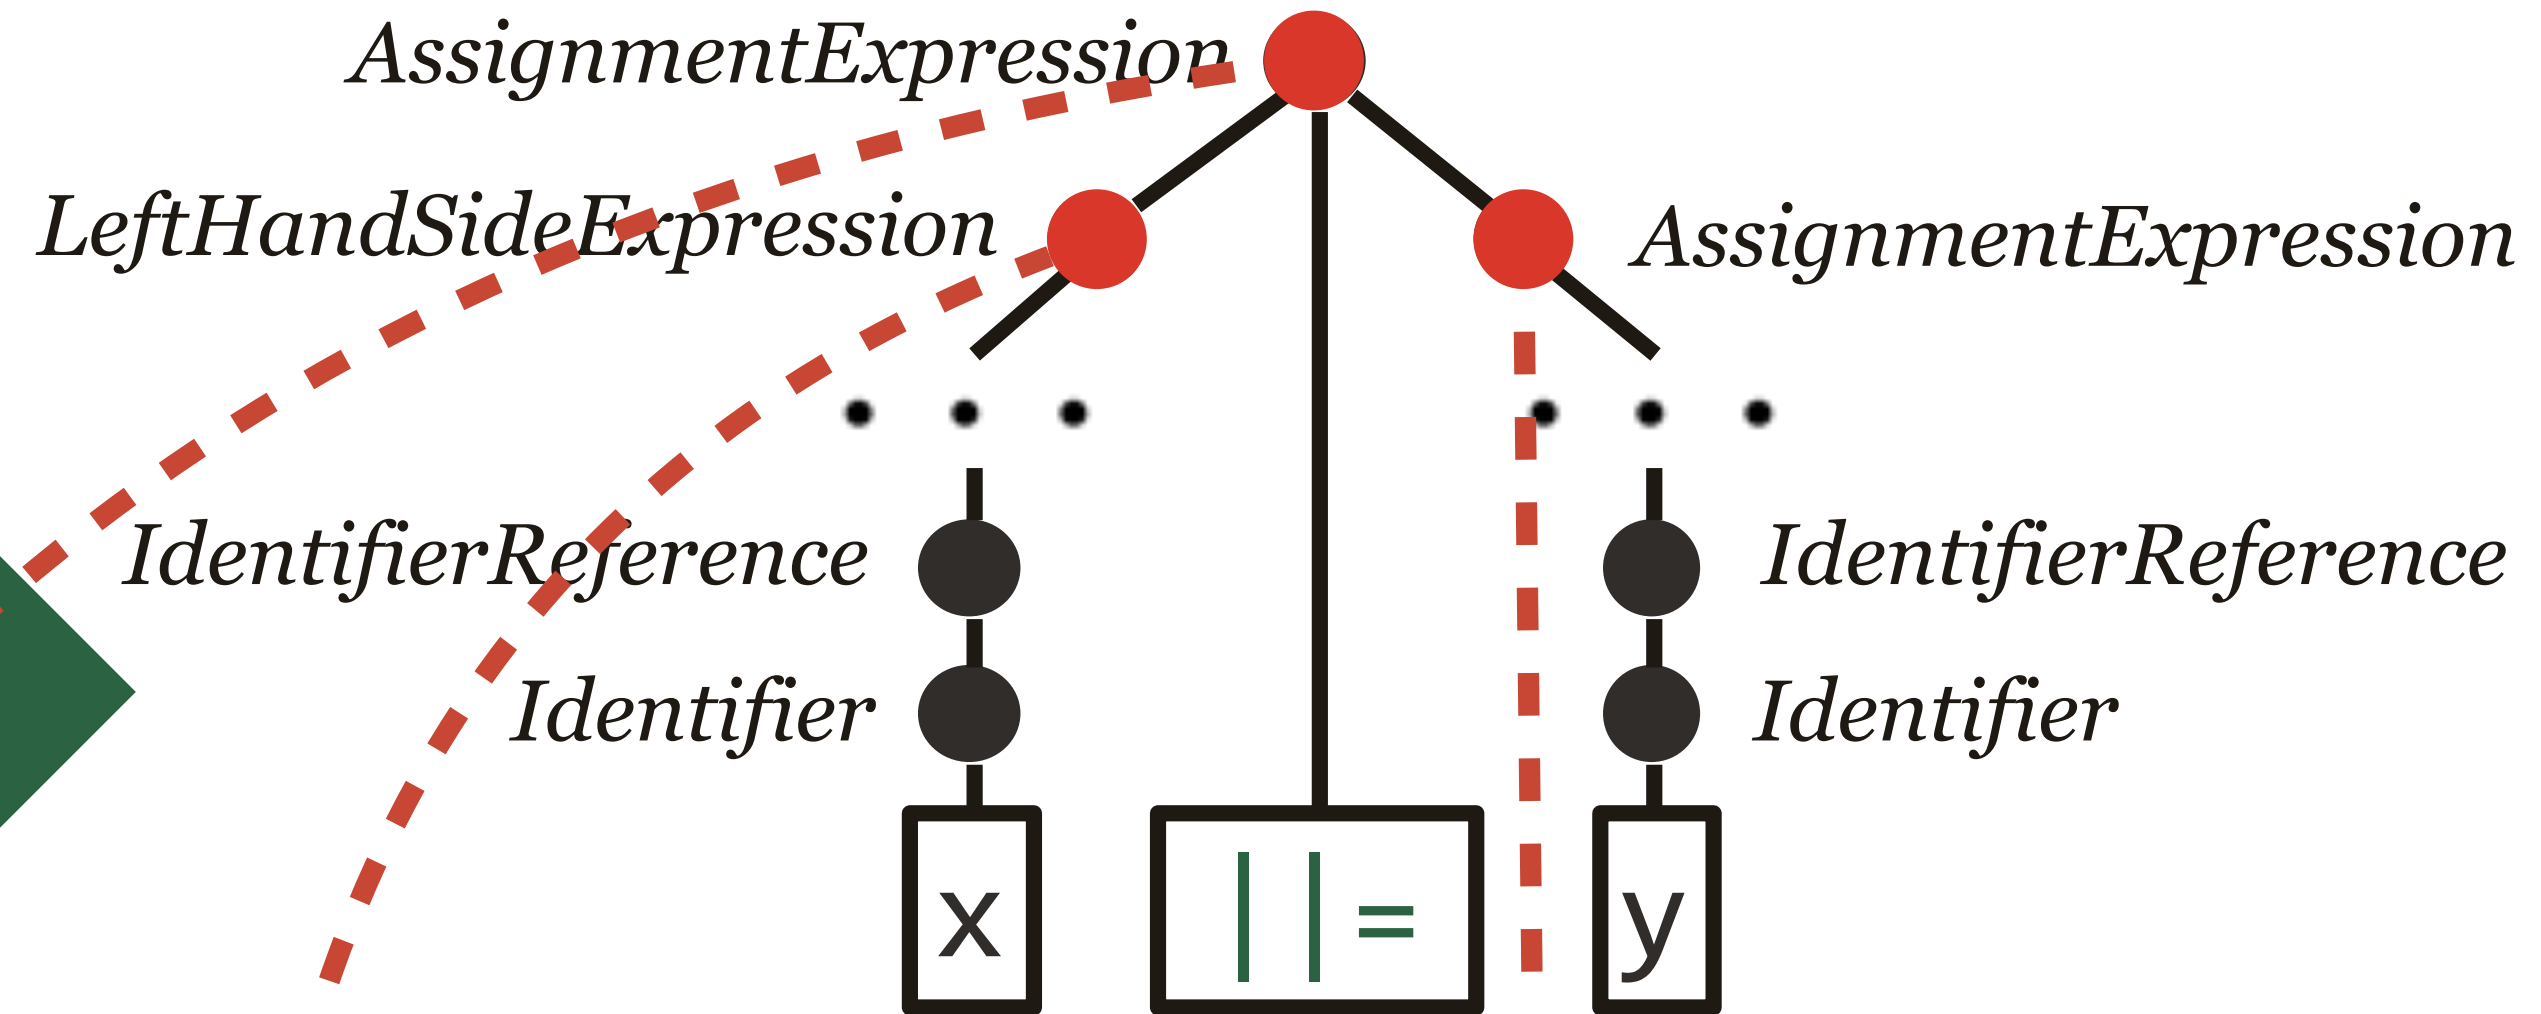 AssignmentExpression
LeftHandSideExpression
AssignmentExpression
IdentifierReference
IdentifierReference
Identifier
Identifier
x
||=
y